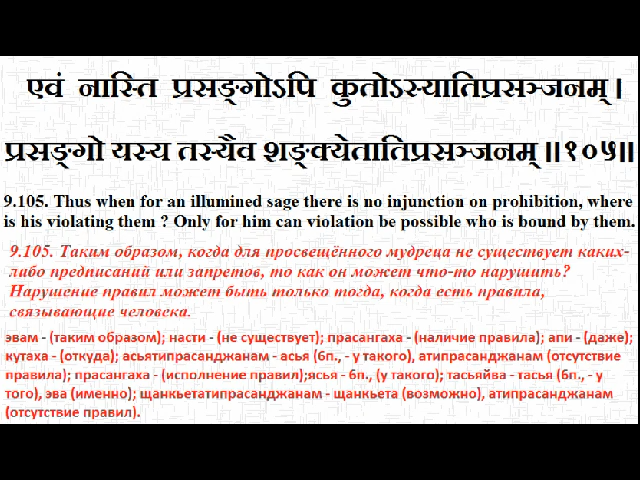 एवं नास्ति प्रसङ्गोऽपि कुतोऽस्यातिप्रसञ्जनम् ।
प्रसङ्गो यस्य तस्यैव शङ्क्येतातिप्रसञ्जनम् ॥१०५॥
9.105. Thus when for an illumined sage there is no injunction on prohibition, where
is his violating them ? Only for him can violation be possible who is bound by them.
9.105. Таким образом, когда для просвещённого мудреца не существует каких-
либо предписаний или запретов, то как он может что-то нарушить?
Нарушение правил может быть только тогда, когда есть правила,
связывающие человека.
эвам - (таким образом); насти - (не существует); прасангаха - (наличие правила); апи - (даже);
кутаха - (откуда); асьятипрасанджанам - асья (6п., - у такого), атипрасанджанам (отсутствие
правила); прасангаха - (исполнение правил);ясья - 6п., (у такого); тасьяйва - тасья (6п., - у
того), эва (именно); щанкьетатипрасанджанам - щанкьета (возможно], атипрасанджанам
(отсутствие правил).